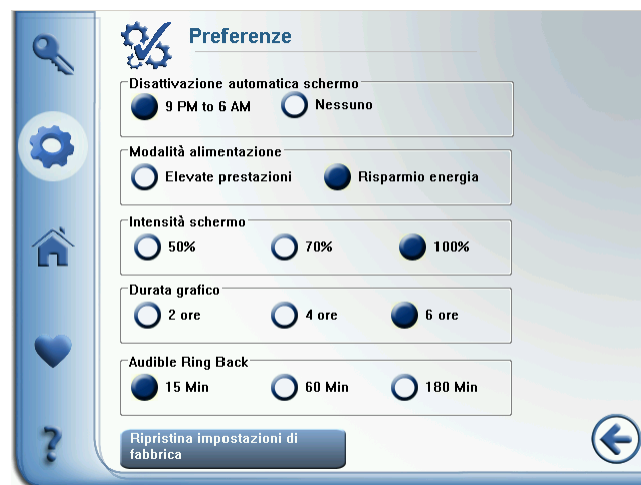 Preferenze
Disattivazione automatica schermo
9 PM to 6 AM Nessuno
Modalità alimentazione
Elevate prestazioni Risparmio energia
Intensità schermo
50% 70% 100%
Durata grafico
2 ore 4 ore 6 ore
Audible Ring Back
15 Min 60 Min 180 Min
Ripristina impostazioni di
fabbrica
?